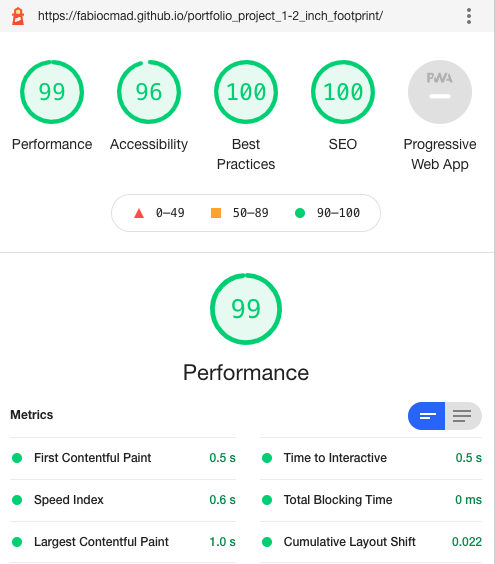 https://fabiocmad.github.io/portfolio_project_1-2_inch_footprint/
99 96 100 100 PWA
Performance Accessibility Best Practices SEO Progressive Web App
0–49 50–89 90–100
99
Performance
Metrics
First Contentful Paint 0.5 s
Time to Interactive 0.5 s
Speed Index 0.6 s
Total Blocking Time 0 ms
Largest Contentful Paint 1.0 s
Cumulative Layout Shift 0.022